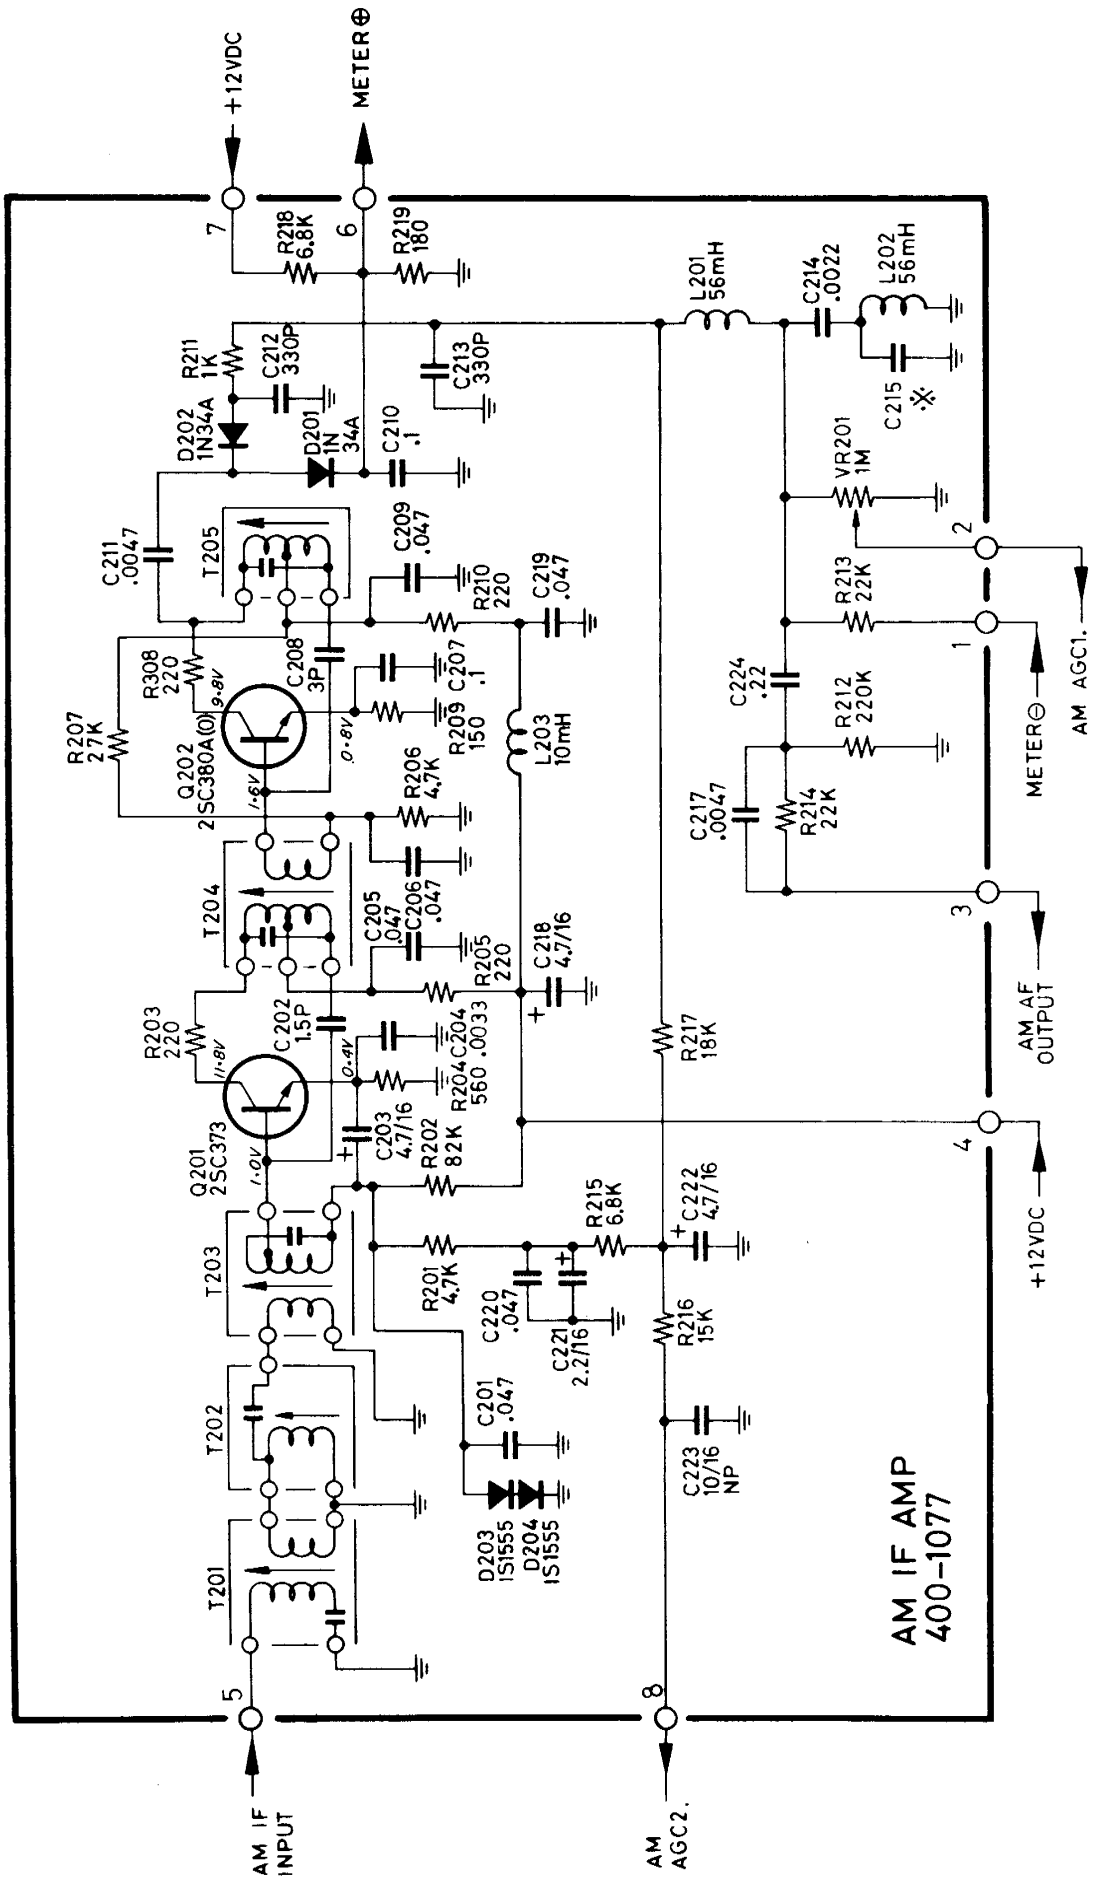 AM IF
INPUT
5
T201
T202
T203
Q201
2SC373
1.0V
11.8V
R203
220
C202
1.5P
0.4V
T204
R207
27K
Q202
2SC380A(O)
1.6V
9.8V
R308
220
C208
3P
0.8V
C211
.0047
T205
D202
1N34A
R211
1K
C212
330P
D201
1N
34A
C210
.1
7
+12VDC
R218
6.8K
6
METER⊕
R219
180
C203
4.7/16
R202
82K
R204
560
C204
.0033
C205
.047
C206
.047
R205
220
R206
4.7K
R209
150
C207
.1
C209
.047
R210
220
C219
.047
C213
330P
+
+
C218
4.7/16
L203
10mH
R201
4.7K
C220
.047
+
C221
2.2/16
R215
6.8K
D203
IS1555
D204
IS1555
C201
.047
8
AM
AGC2.
C223
10/16
NP
R216
15K
+
C222
4.7/16
R217
18K
L201
56mH
C214
.0022
L202
56mH
C215
※
VR201
1M
C224
.22
R213
22K
R212
220K
C217
.0047
R214
22K
AM IF AMP
400-1077
4
+12VDC
3
AM AF
OUTPUT
1
METER⊖
2
AM AGC1.